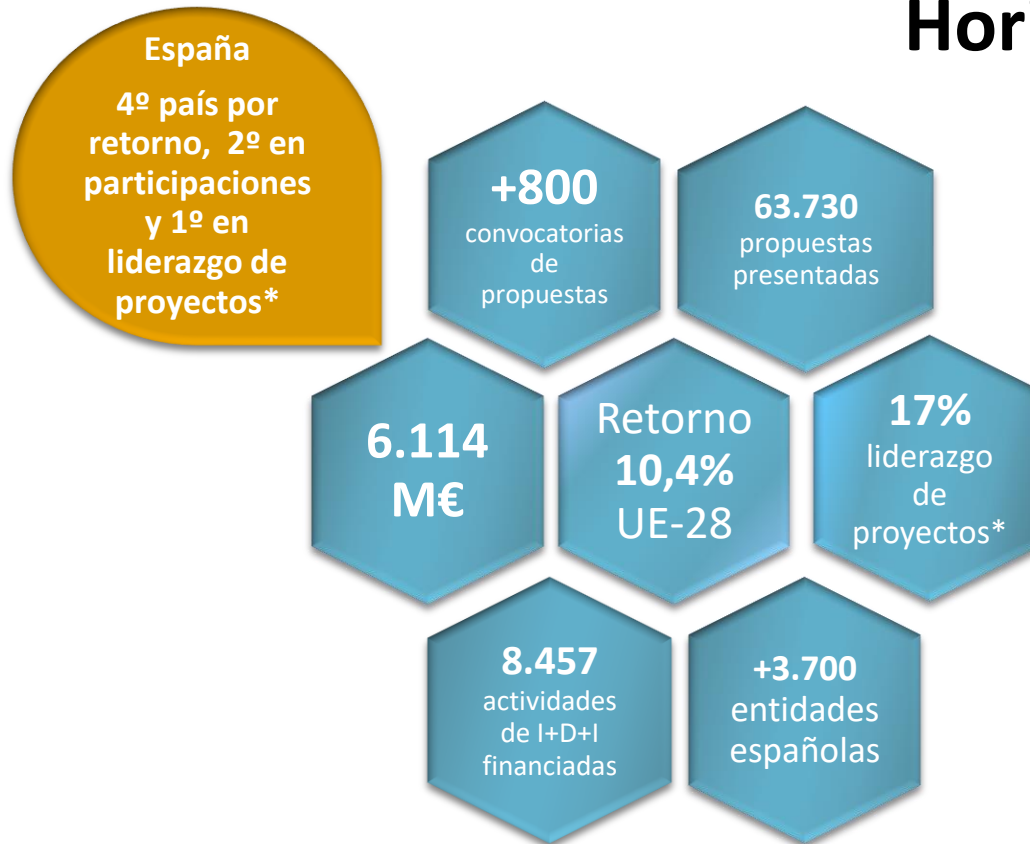 Hori
España
4º país por
retorno, 2º en
participaciones
y 1º en
liderazgo de
proyectos*
+800
convocatorias
de
propuestas
63.730
propuestas
presentadas
6.114
M€
Retorno
10,4%
UE-28
17%
liderazgo
de
proyectos*
8.457
actividades
de I+D+I
financiadas
+3.700
entidades
españolas